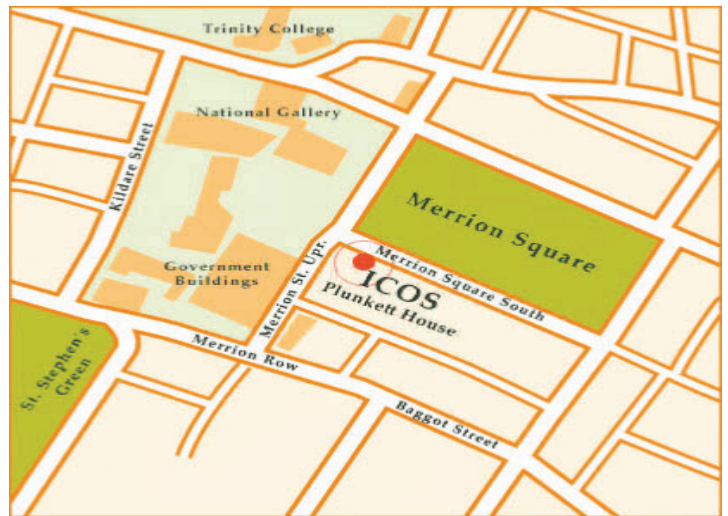 Trinity College
National Gallery
Kildare Street
Merrion Square
Merrion Square South
Merrion St. Upr.
Government
Buildings
ICOS
Plunkett House
Merrion Row
St. Stephen's
Green
Baggot Street